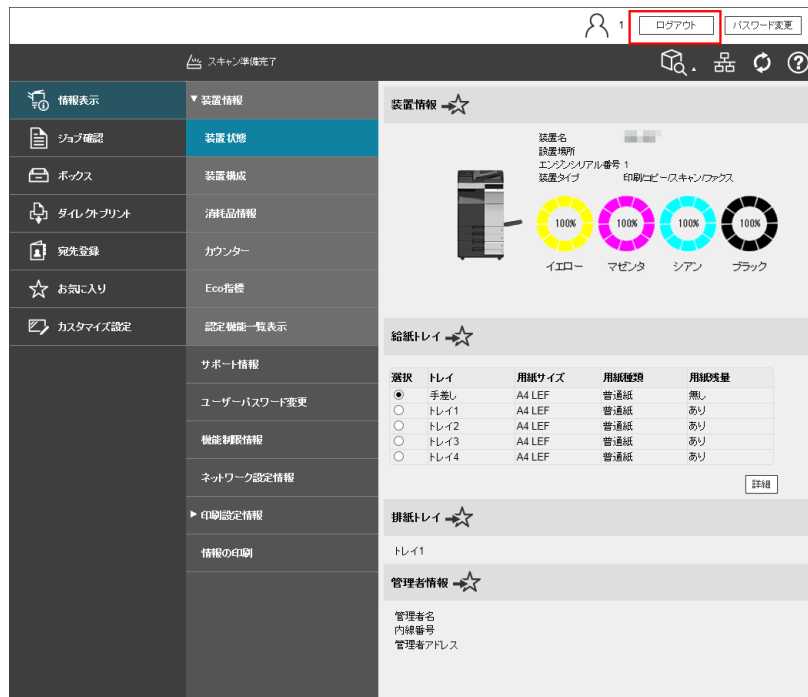 1 ログアウト パスワード変更
スキャン準備完了
情報表示
ジョブ確認
ボックス
ダイレクトプリント
宛先登録
お気に入り
カスタマイズ設定
▼装置情報
装置状態
装置構成
消耗品情報
カウンター
Eco指標
認定機能一覧表示
サポート情報
ユーザーパスワード変更
機能制限情報
ネットワーク設定情報
▶印刷設定情報
情報の印刷
装置情報
装置名
設置場所
エンジンシリアル番号 1
装置タイプ 印刷/コピー/スキャン/ファクス
100% 100% 100% 100%
イエロー マゼンタ シアン ブラック
給紙トレイ
選択 トレイ 用紙サイズ 用紙種類 用紙残量
手差し A4 LEF 普通紙 無し
トレイ1 A4 LEF 普通紙 あり
トレイ2 A4 LEF 普通紙 あり
トレイ3 A4 LEF 普通紙 あり
トレイ4 A4 LEF 普通紙 あり
詳細
排紙トレイ
トレイ1
管理者情報
管理者名
内線番号
管理者アドレス